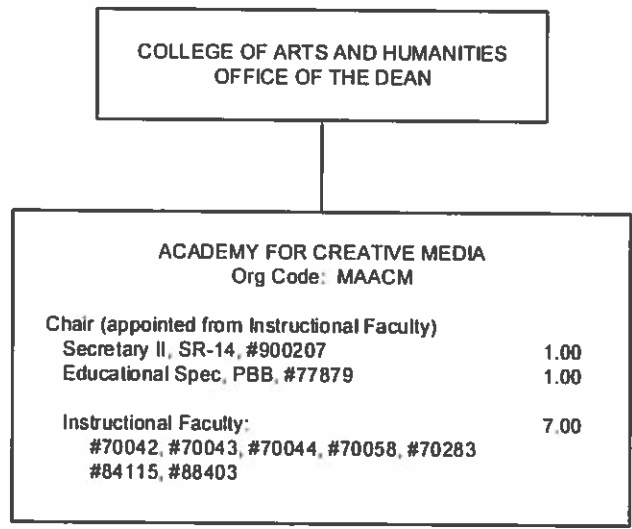 COLLEGE OF ARTS AND HUMANITIES
OFFICE OF THE DEAN
ACADEMY FOR CREATIVE MEDIA
Org Code: MAACM
Chair (appointed from Instructional Faculty)
Secretary II, SR-14, #900207 1.00
Educational Spec, PBB, #77879 1.00
Instructional Faculty: 7.00
#70042, #70043, #70044, #70058, #70283
#84115, #88403